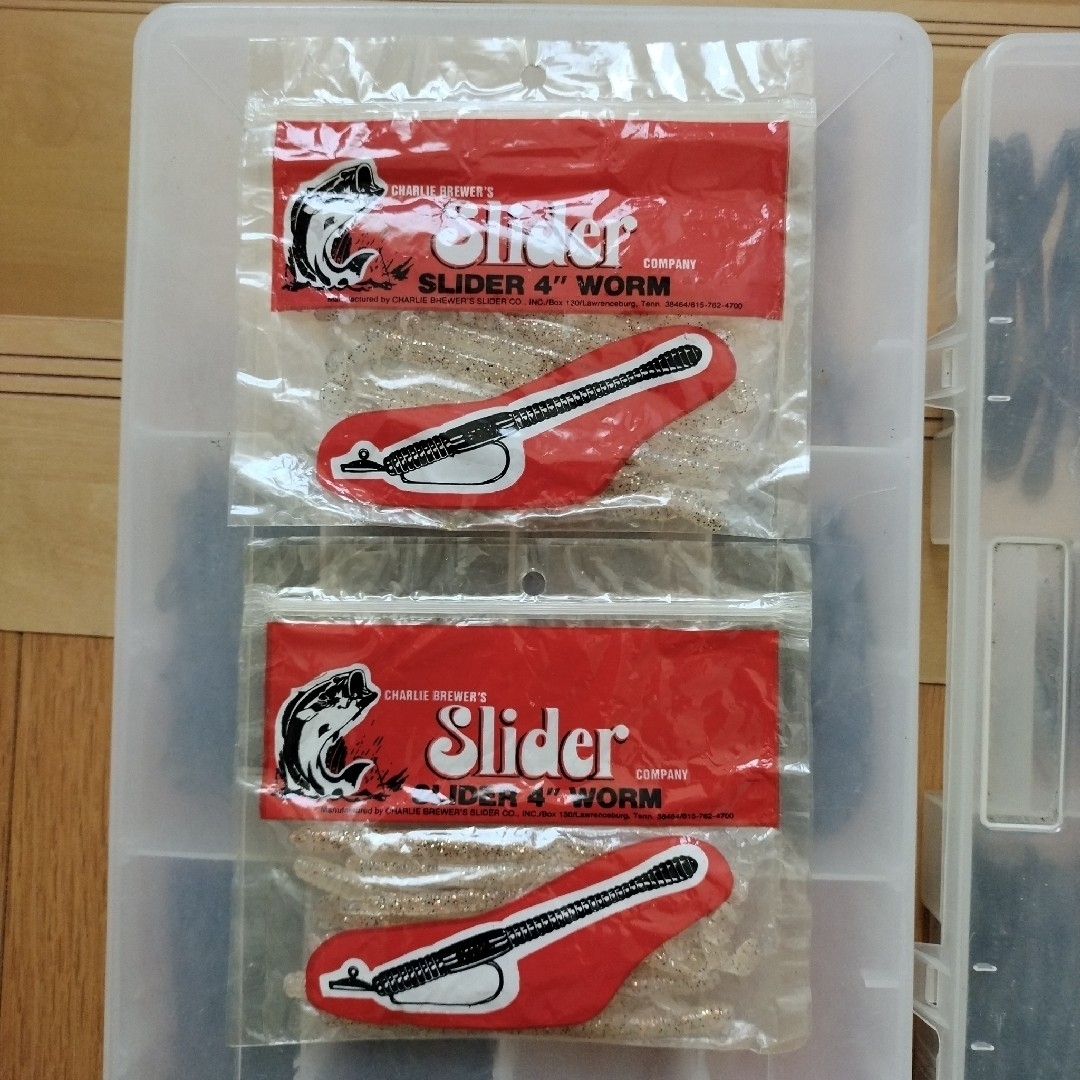 CHARLIE BREWER'S
Slider
COMPANY
SLIDER 4" WORM
Manufactured by CHARLIE BREWER'S SLIDER CO., INC./Box 130/Lawrenceburg, Tenn. 38464/615-762-4700
CHARLIE BREWER'S
Slider
COMPANY
SLIDER 4" WORM
Manufactured by CHARLIE BREWER'S SLIDER CO., INC./Box 130/Lawrenceburg, Tenn. 38464/615-762-4700